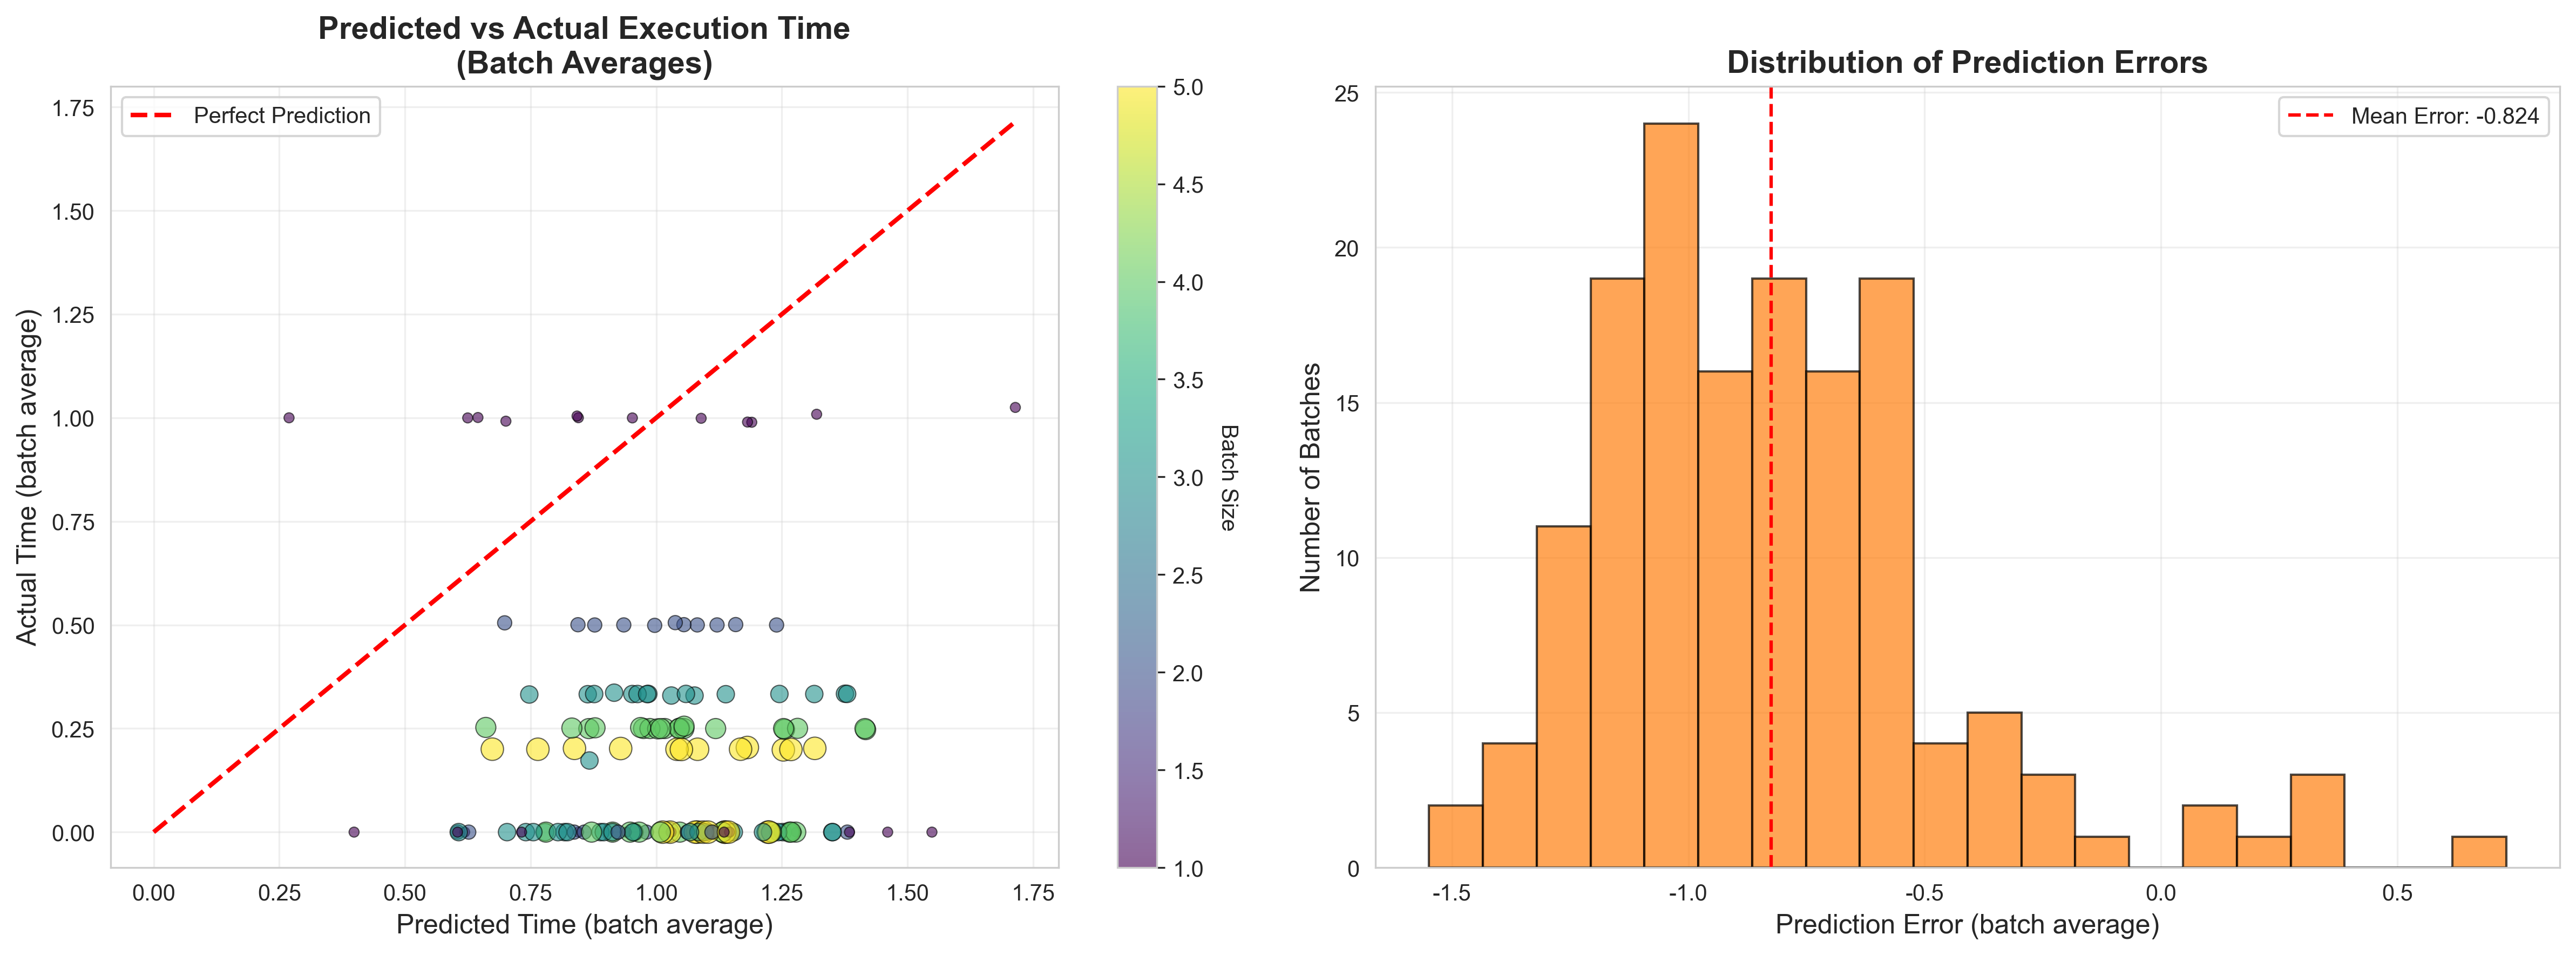 Predicted vs Actual Execution Time
(Batch Averages)
Perfect Prediction
Actual Time (batch average)
1.75
1.50
1.25
1.00
0.75
0.50
0.25
0.00
0.00 0.25 0.50 0.75 1.00 1.25 1.50 1.75
Predicted Time (batch average)
5.0
4.5
4.0
3.5
3.0
2.5
2.0
1.5
1.0
Batch Size
Distribution of Prediction Errors
Mean Error: -0.824
Number of Batches
25
20
15
10
5
0
-1.5 -1.0 -0.5 0.0 0.5
Prediction Error (batch average)